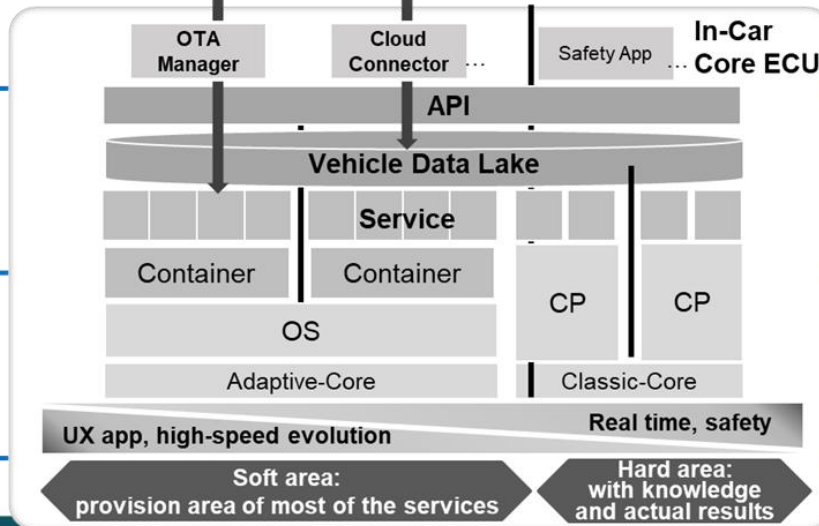 OTA
Manager
Cloud
Connector
...
Safety App
...
In-Car
Core ECU
API
Vehicle Data Lake
Service
Container
Container
CP
CP
OS
Adaptive-Core
Classic-Core
UX app, high-speed evolution
Real time, safety
Soft area:
provision area of most of the services
Hard area:
with knowledge
and actual results